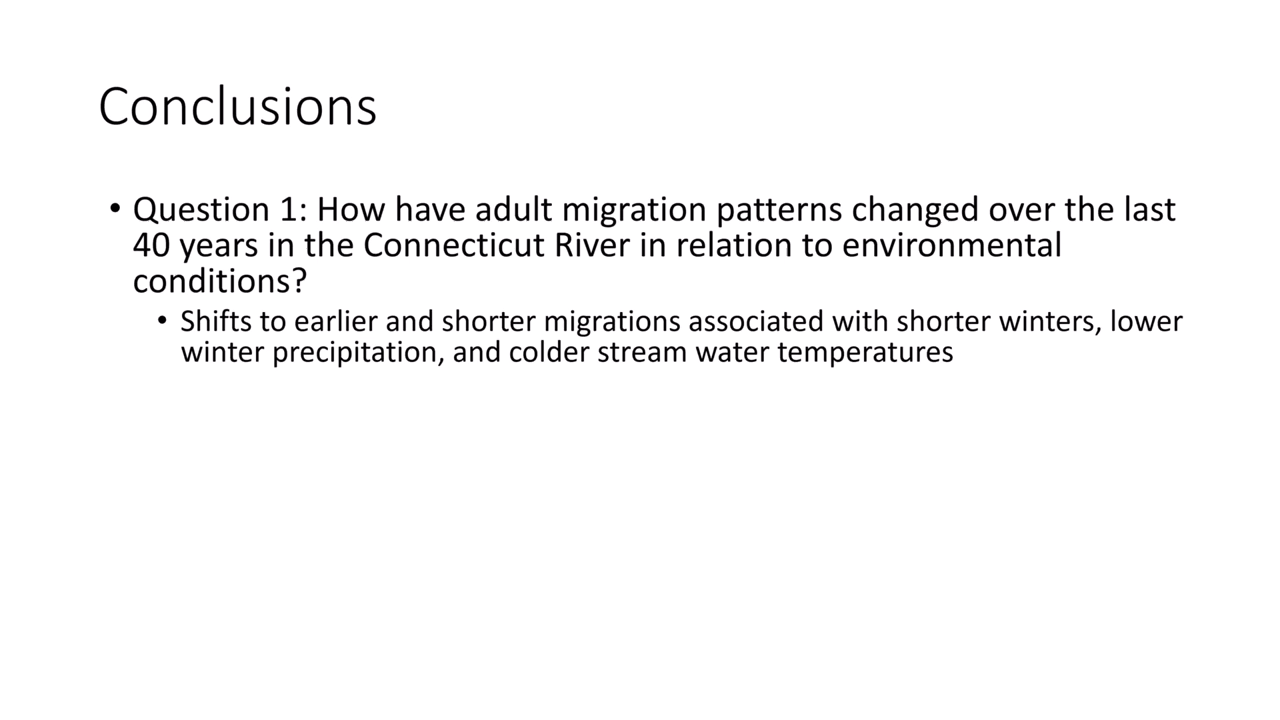 Conclusions
• Question 1: How have adult migration patterns changed over the last
40 years in the Connecticut River in relation to environmental
conditions?
• Shifts to earlier and shorter migrations associated with shorter winters, lower
winter precipitation, and colder stream water temperatures